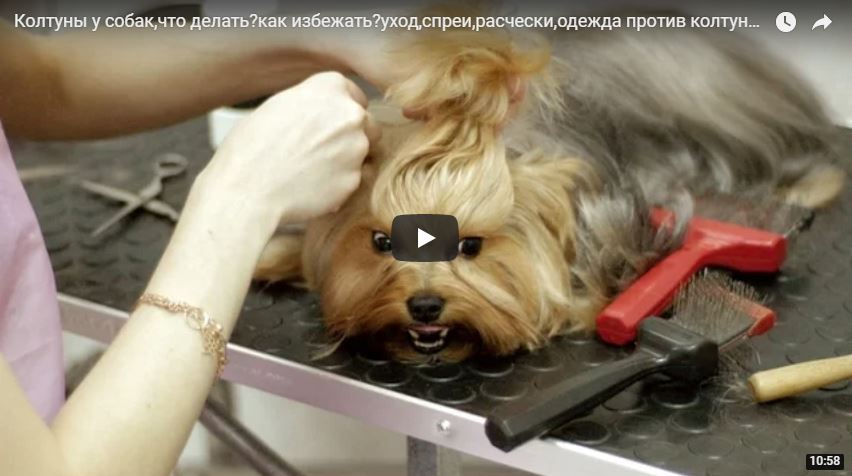 Колтуны у собак,что делать?как избежать?уход,спреи,расчески,одежда против колтун...
10:58